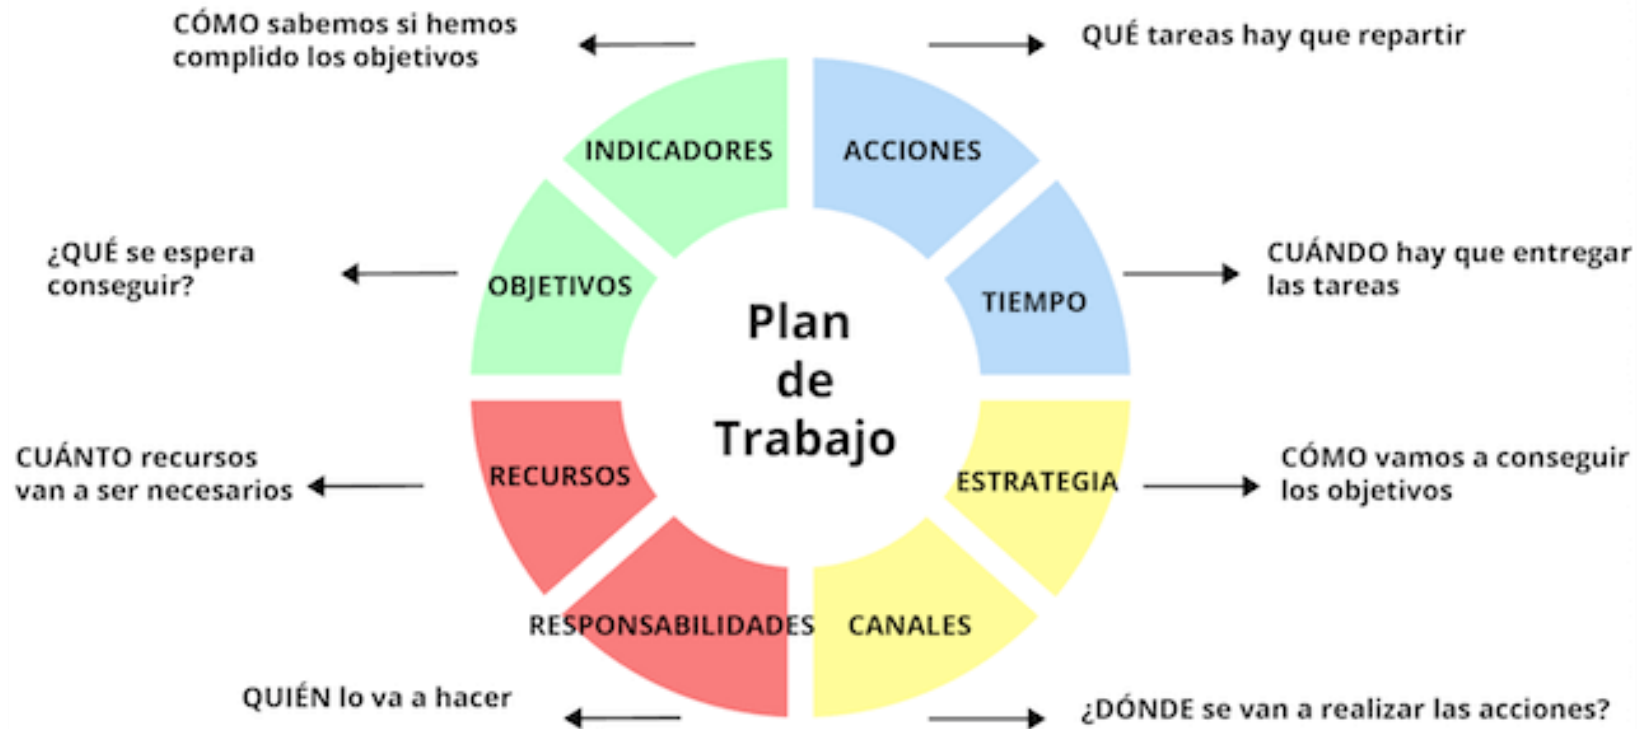 CÓMO sabemos si hemos
complido los objetivos
QUÉ tareas hay que repartir
INDICADORES
ACCIONES
¿QUÉ se espera
conseguir?
OBJETIVOS
TIEMPO
CUÁNDO hay que entregar
las tareas
Plan
de
Trabajo
CUÁNTO recursos
van a ser necesarios
RECURSOS
ESTRATEGIA
CÓMO vamos a conseguir
los objetivos
RESPONSABILIDADES
CANALES
QUIÉN lo va a hacer
¿DÓNDE se van a realizar las acciones?